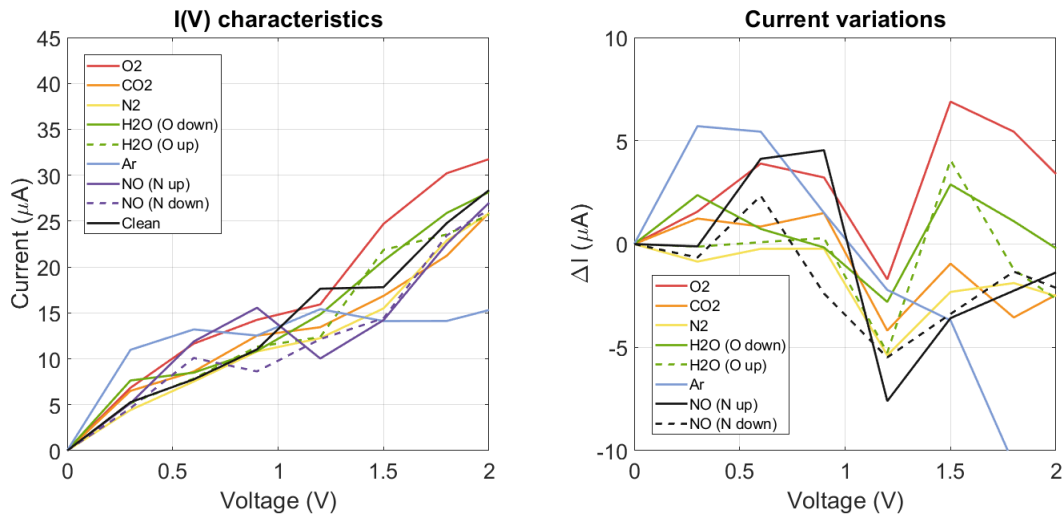 I(V) characteristics
45
40
35
30
25
20
15
10
5
0
Current (μA)
O2
CO2
N2
H2O (O down)
H2O (O up)
Ar
NO (N up)
NO (N down)
Clean
0
0.5
1
1.5
2
Voltage (V)
Current variations
10
5
0
-5
-10
ΔI (μA)
O2
CO2
N2
H2O (O down)
H2O (O up)
Ar
NO (N up)
NO (N down)
0
0.5
1
1.5
2
Voltage (V)